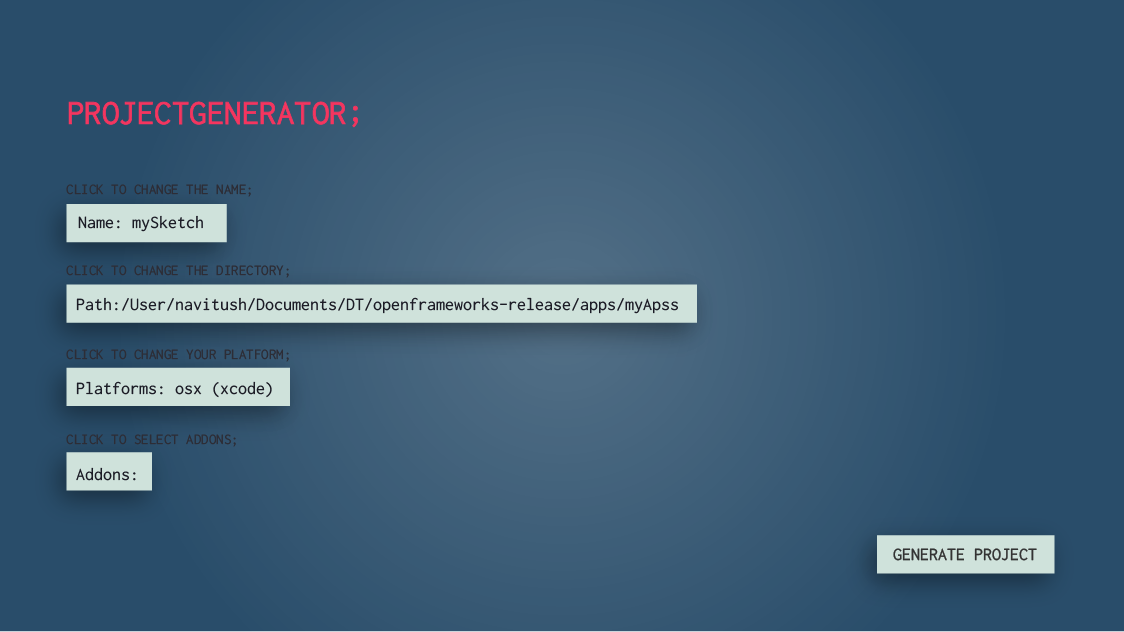 PROJECTGENERATOR;
CLICK TO CHANGE THE NAME;
Name: mySketch
CLICK TO CHANGE THE DIRECTORY;
Path:/User/navitush/Documents/DT/openframeworks-release/apps/myApss
CLICK TO CHANGE YOUR PLATFORM;
Platforms: osx (xcode)
CLICK TO SELECT ADDONS;
Addons:
GENERATE PROJECT